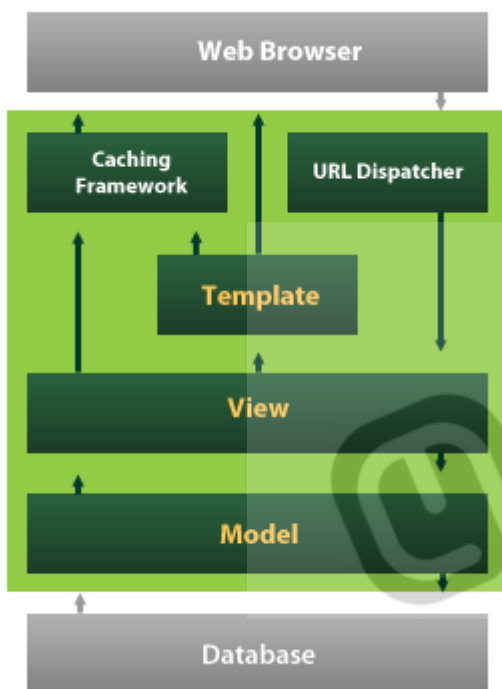 Web Browser
Caching
Framework
URL Dispatcher
Template
View
Model
Database